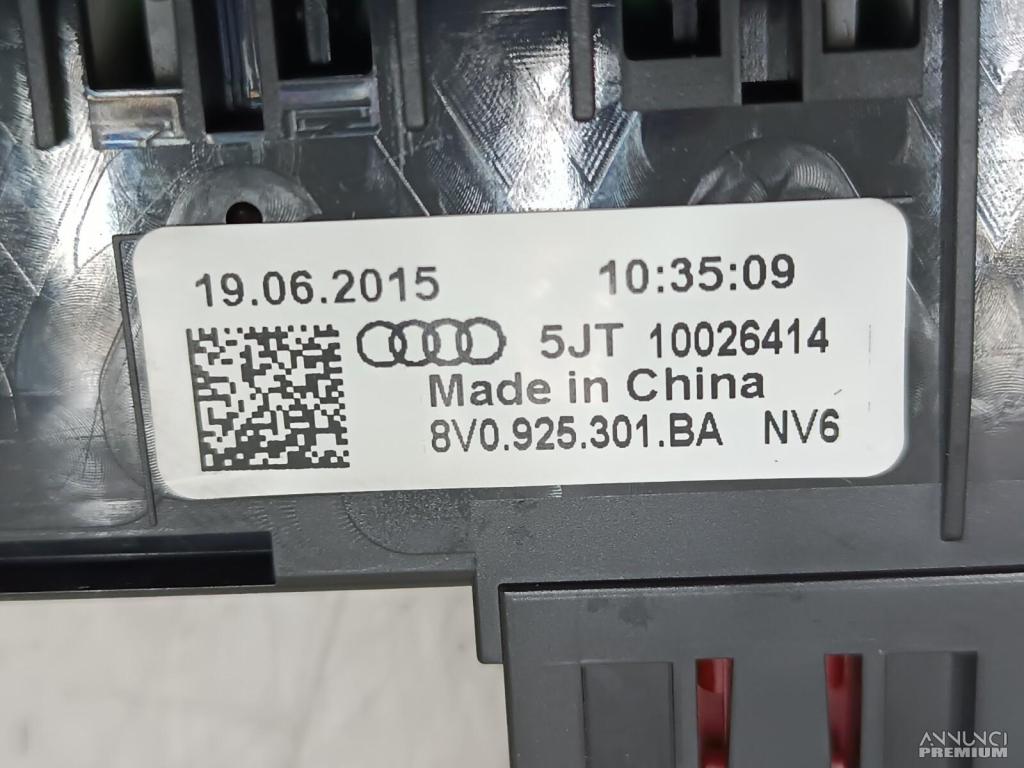 19.06.2015 10:35:09
5JT 10026414
Made in China
8V0.925.301.BA NV6
ANNUNCI
PREMIUM